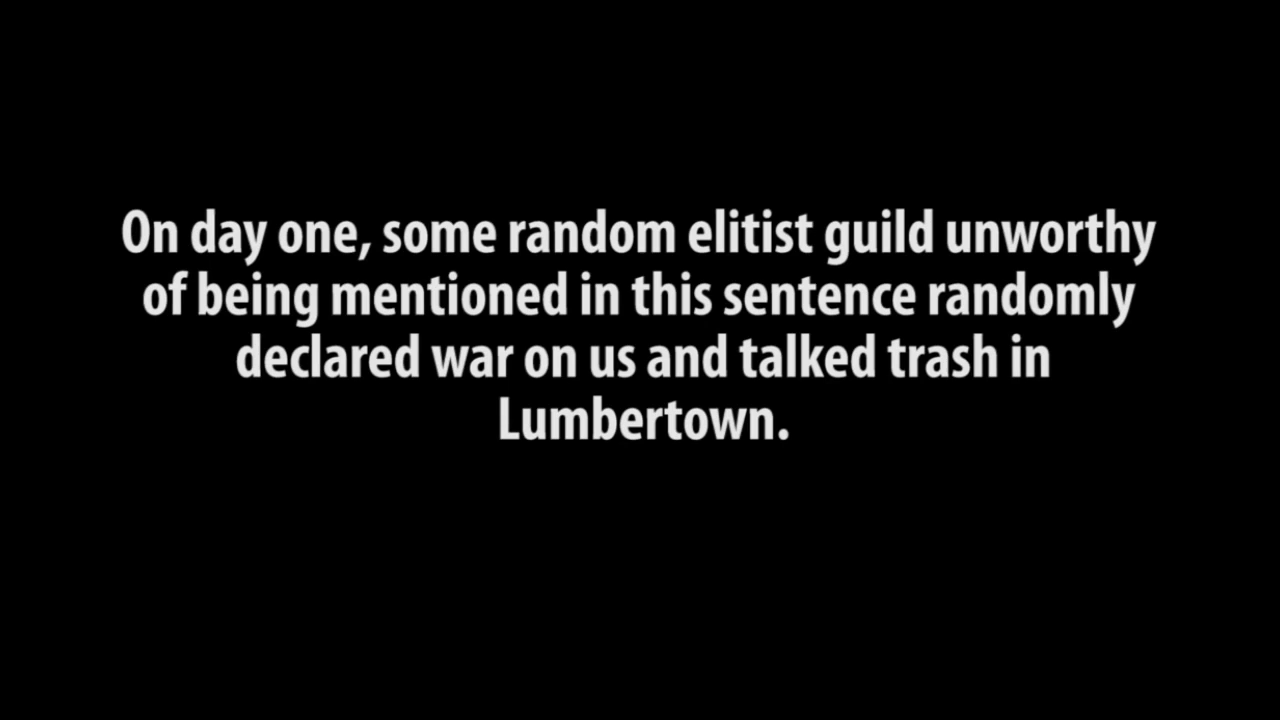 On day one, some random elitist guild unworthy
of being mentioned in this sentence randomly
declared war on us and talked trash in
Lumbertown.